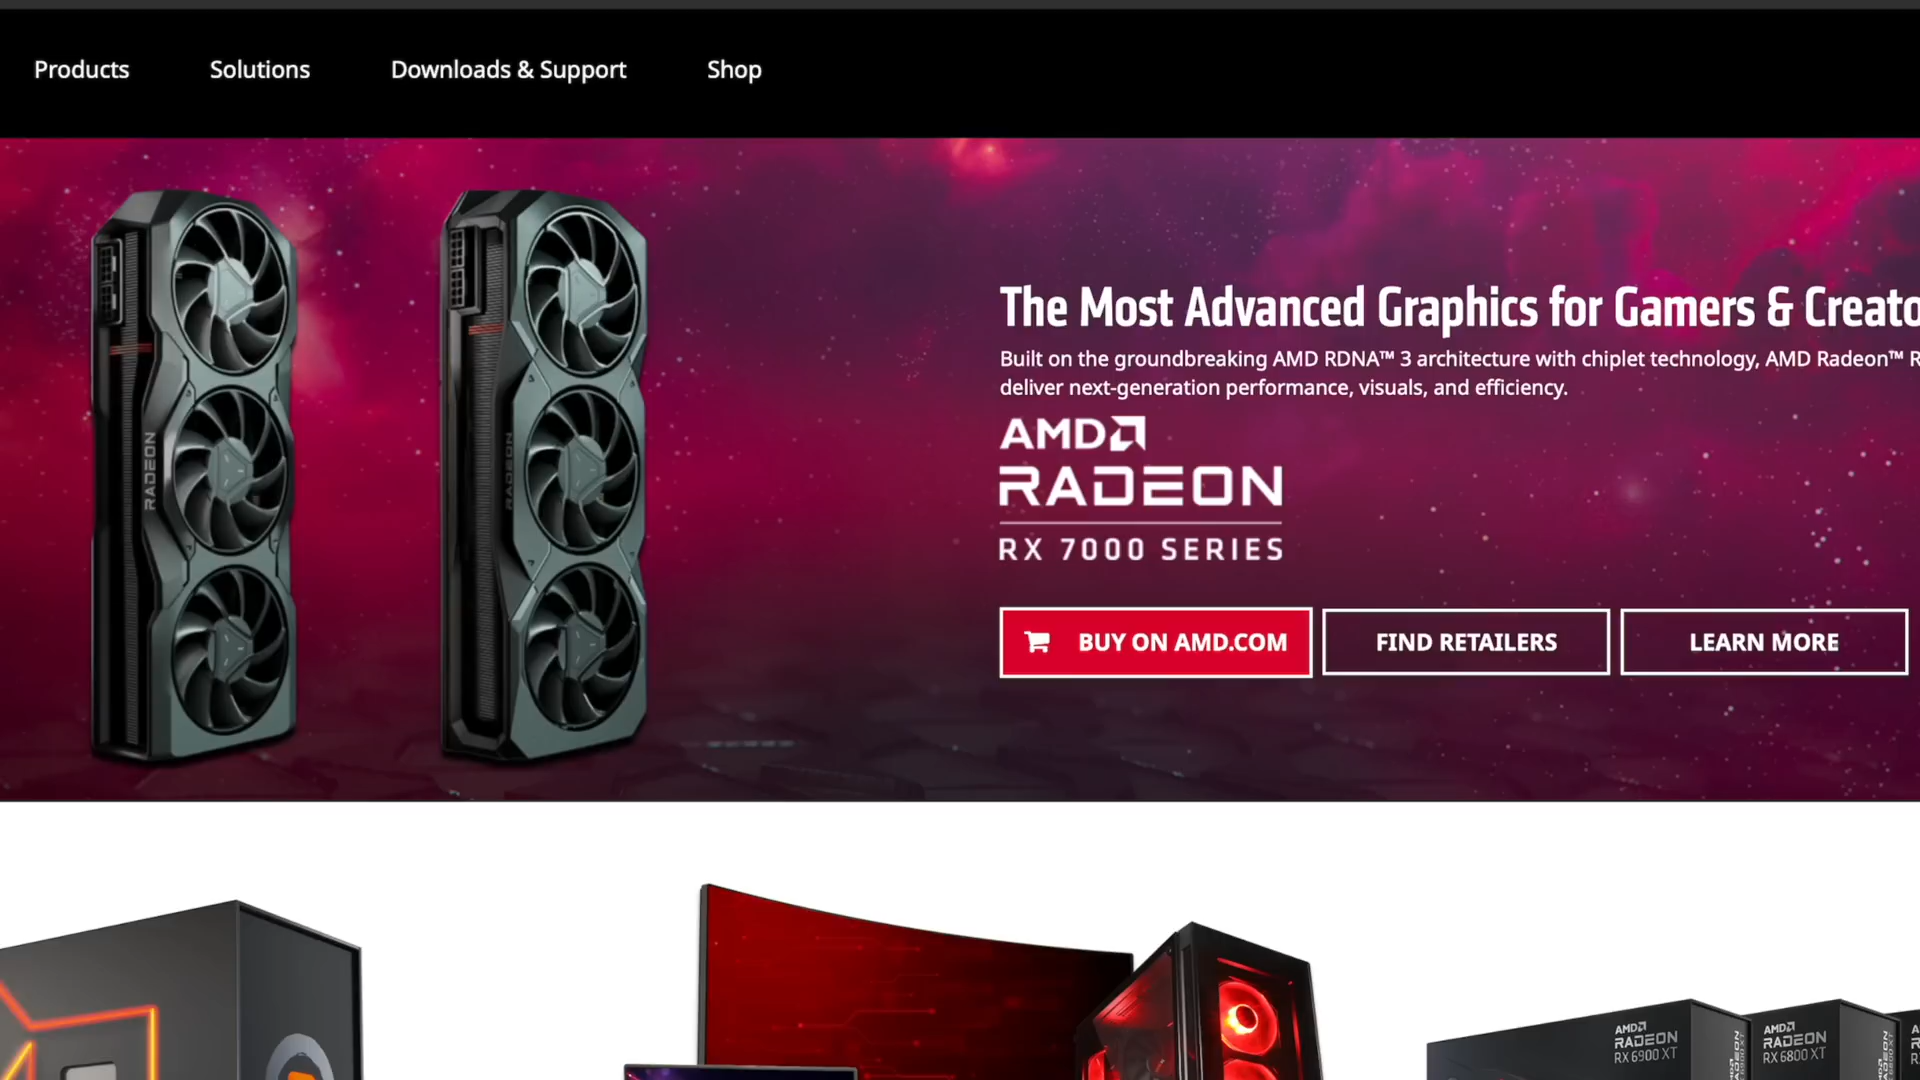 Products
Solutions
Downloads & Support
Shop
The Most Advanced Graphics for Gamers & Creato
Built on the groundbreaking AMD RDNA™ 3 architecture with chiplet technology, AMD Radeon™ R
deliver next-generation performance, visuals, and efficiency.
AMD
RADEON
RX 7000 SERIES
BUY ON AMD.COM
FIND RETAILERS
LEARN MORE
RADEON
RADEON
AMD
RADEON
RX 6900 XT
AMD
RADEON
RX 6800 XT